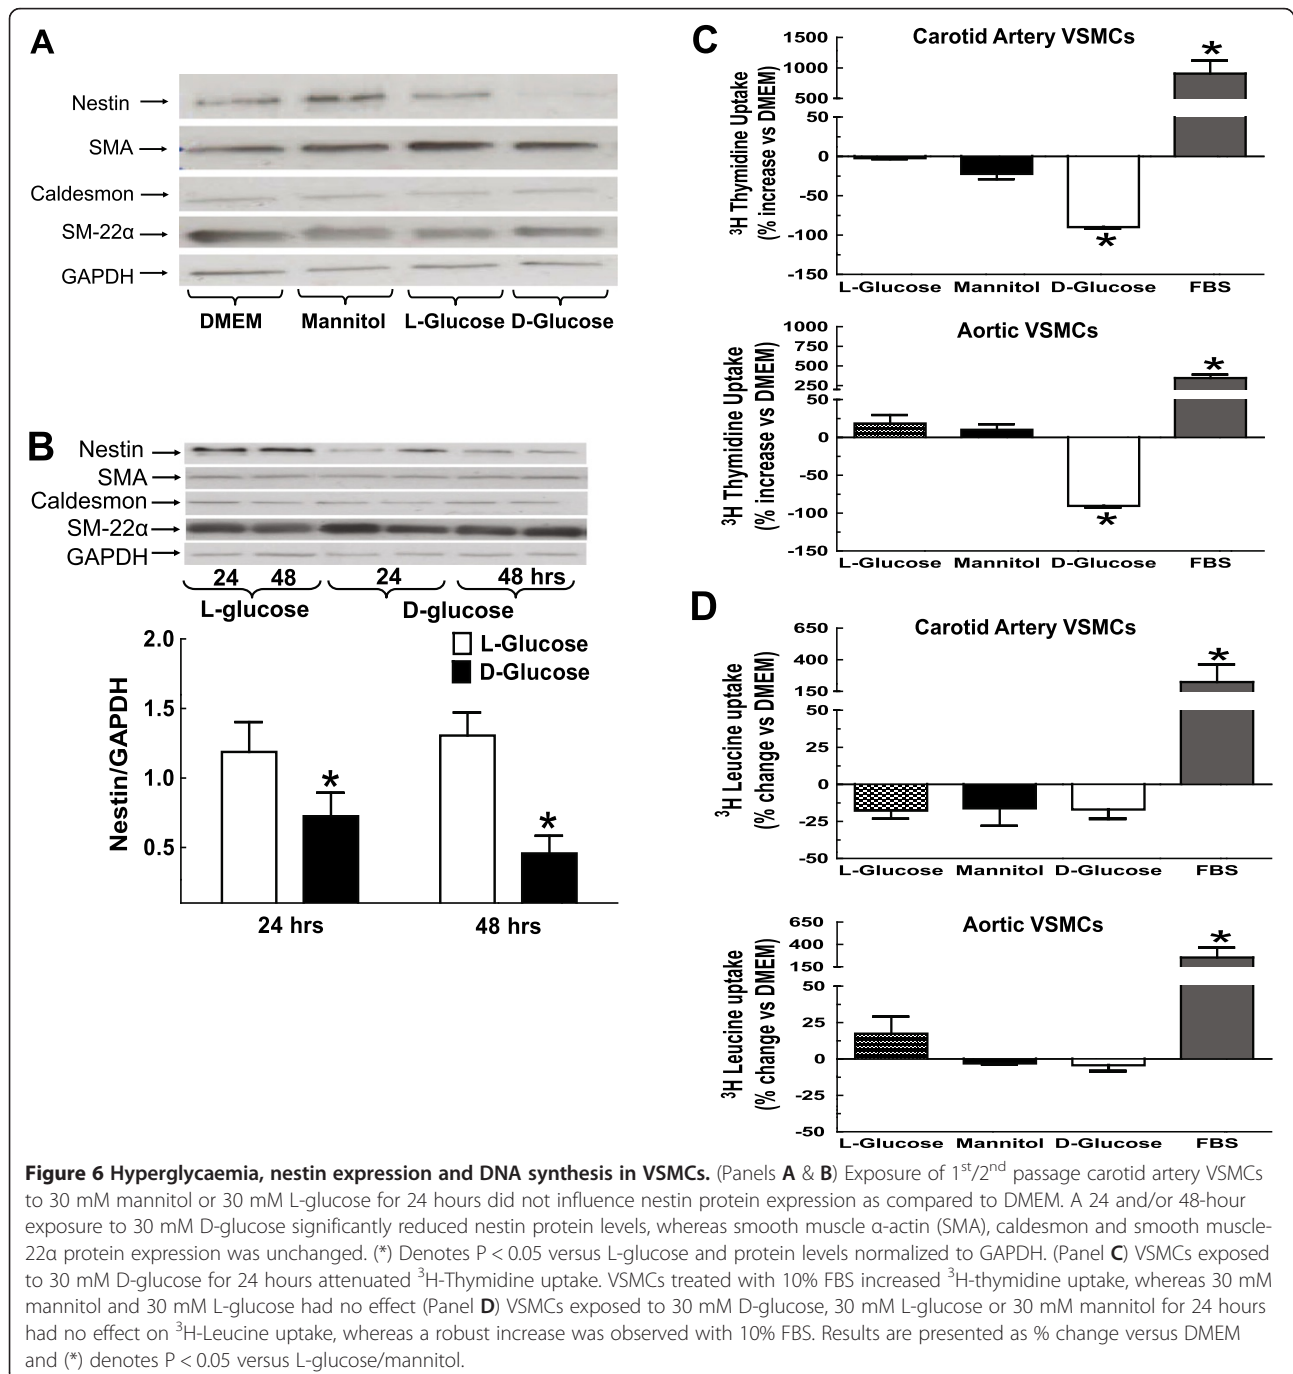 A
Nestin
SMA
Caldesmon
SM-22α
GAPDH
DMEM Mannitol L-Glucose D-Glucose
B
Nestin
SMA
Caldesmon
SM-22α
GAPDH
24 48 24 48 hrs
L-glucose D-glucose
L-Glucose
D-Glucose
Nestin/GAPDH
2.0
1.5
1.0
0.5
24 hrs 48 hrs
C
Carotid Artery VSMCs
³H Thymidine Uptake
(% increase vs DMEM)
1500
1000
500
50
0
-50
-100
-150
*
*
L-Glucose Mannitol D-Glucose FBS
Aortic VSMCs
³H Thymidine Uptake
(% increase vs DMEM)
1000
750
500
250
50
0
-50
-100
-150
*
*
L-Glucose Mannitol D-Glucose FBS
D
Carotid Artery VSMCs
³H Leucine uptake
(% change vs DMEM)
650
400
150
50
25
0
-25
-50
*
L-Glucose Mannitol D-Glucose FBS
Aortic VSMCs
³H Leucine uptake
(% change vs DMEM)
650
400
150
50
25
0
-25
-50
*
L-Glucose Mannitol D-Glucose FBS
Figure 6 Hyperglycaemia, nestin expression and DNA synthesis in VSMCs. (Panels A & B) Exposure of 1st/2nd passage carotid artery VSMCs
to 30 mM mannitol or 30 mM L-glucose for 24 hours did not influence nestin protein expression as compared to DMEM. A 24 and/or 48-hour
exposure to 30 mM D-glucose significantly reduced nestin protein levels, whereas smooth muscle α-actin (SMA), caldesmon and smooth muscle-
22α protein expression was unchanged. (*) Denotes P < 0.05 versus L-glucose and protein levels normalized to GAPDH. (Panel C) VSMCs exposed
to 30 mM D-glucose for 24 hours attenuated ³H-Thymidine uptake. VSMCs treated with 10% FBS increased ³H-thymidine uptake, whereas 30 mM
mannitol and 30 mM L-glucose had no effect (Panel D) VSMCs exposed to 30 mM D-glucose, 30 mM L-glucose or 30 mM mannitol for 24 hours
had no effect on ³H-Leucine uptake, whereas a robust increase was observed with 10% FBS. Results are presented as % change versus DMEM
and (*) denotes P < 0.05 versus L-glucose/mannitol.